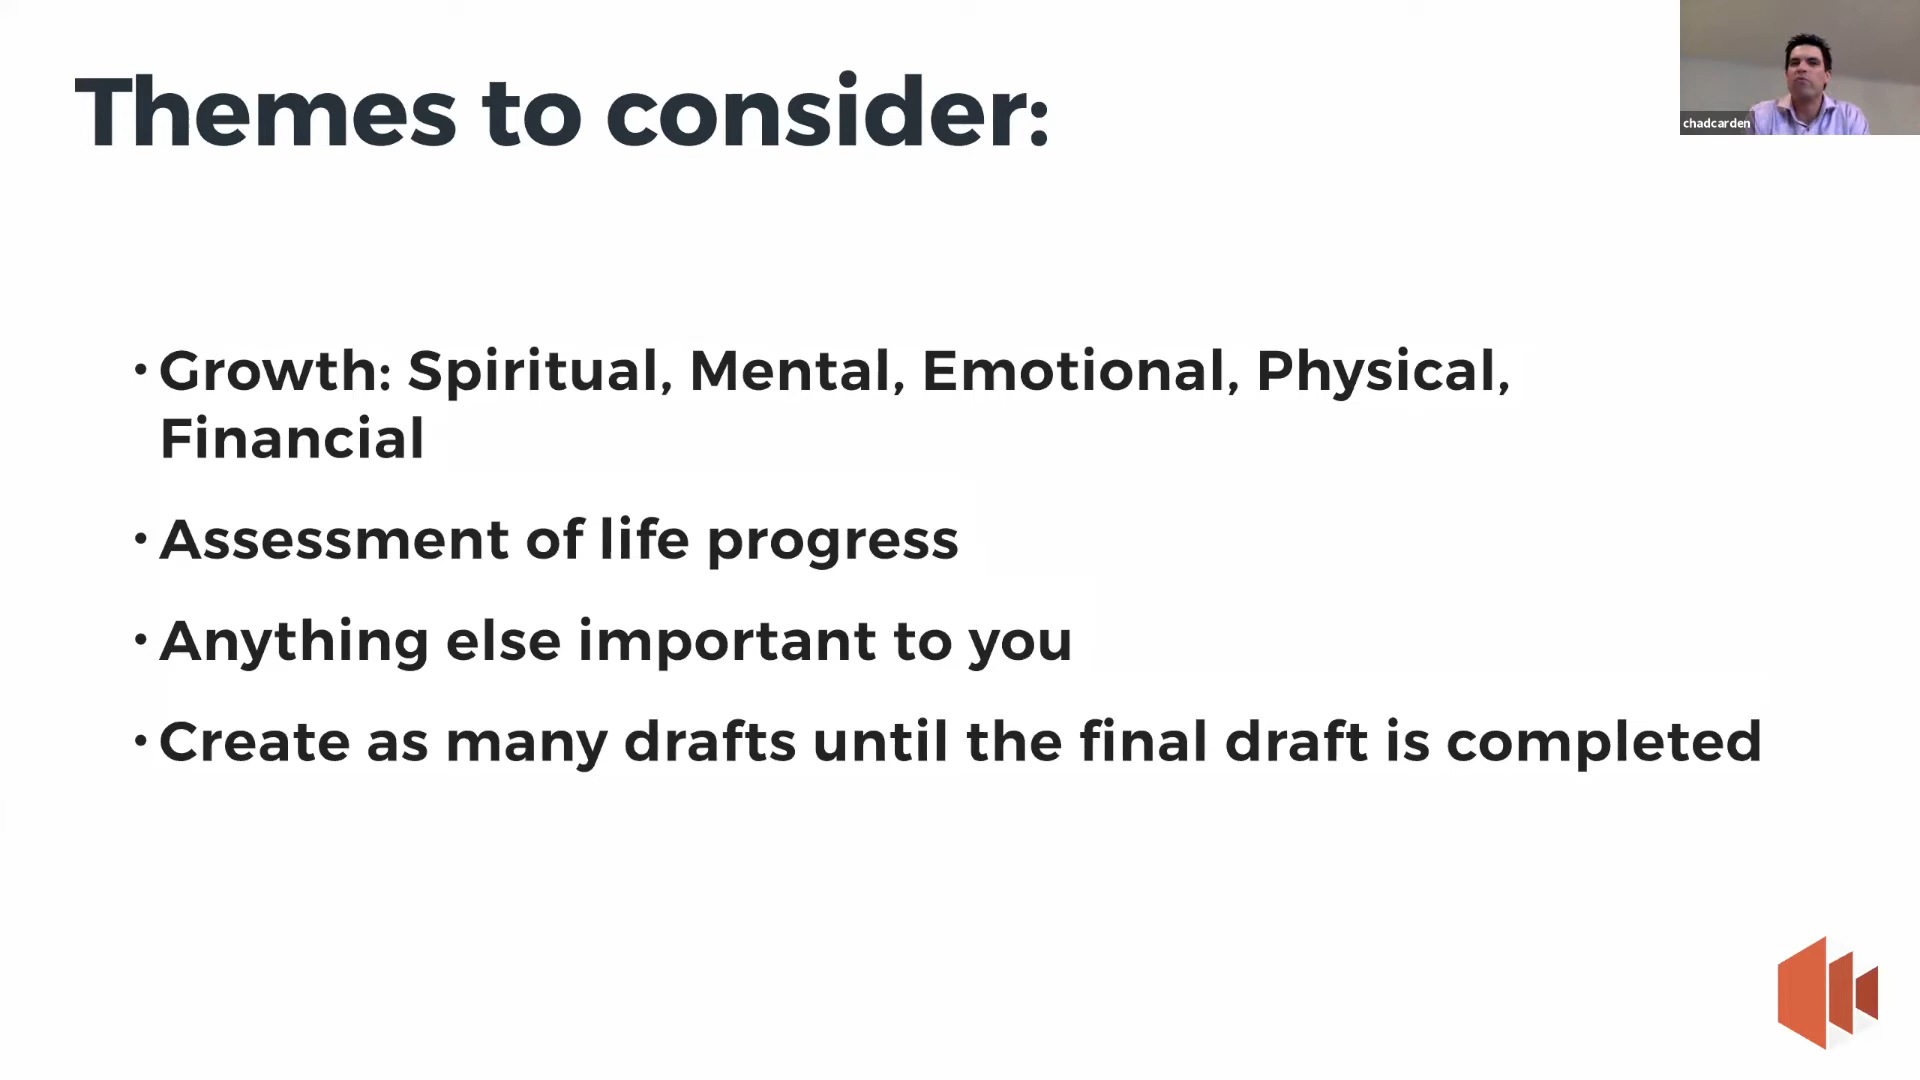 Themes to consider:
chadcarden
• Growth: Spiritual, Mental, Emotional, Physical,
Financial
• Assessment of life progress
• Anything else important to you
• Create as many drafts until the final draft is completed